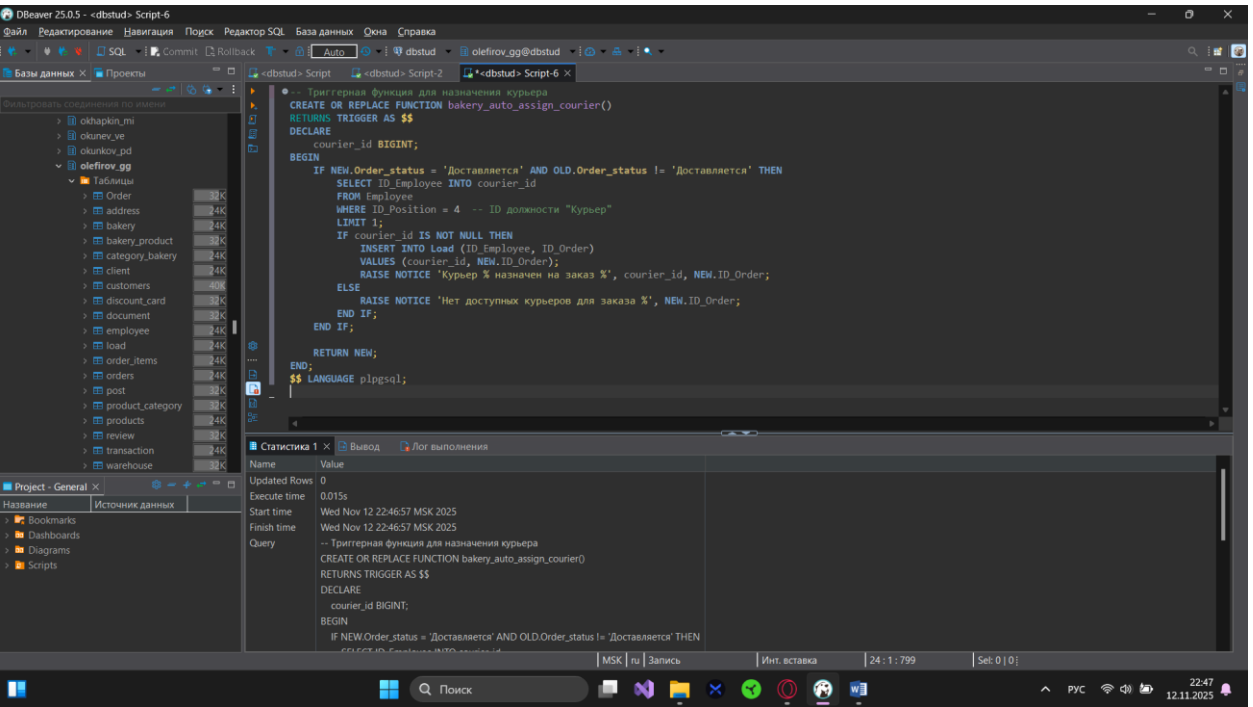 DBeaver 25.0.5 - <dbstud> Script-6
Файл Редактирование Навигация Поиск Редактор SQL База данных Окна Справка
SQL Commit Rollback Auto dbstud olefirov_gg@dbstud
Базы данных Проекты
<dbstud> Script <dbstud> Script-2 *<dbstud> Script-6
Фильтровать соединения по имени
okhapkin_mi
okunev_ve
okunkov_pd
olefirov_gg
Таблицы
Order 32K
address 24K
bakery 24K
bakery_product 32K
category_bakery 24K
client 24K
customers 40K
discount_card 32K
document 32K
employee 24K
load 24K
order_items 24K
orders 24K
post 32K
product_category 32K
products 24K
review 32K
transaction 24K
warehouse 32K
-- Триггерная функция для назначения курьера
CREATE OR REPLACE FUNCTION bakery_auto_assign_courier()
RETURNS TRIGGER AS $$
DECLARE
courier_id BIGINT;
BEGIN
IF NEW.Order_status = 'Доставляется' AND OLD.Order_status != 'Доставляется' THEN
SELECT ID_Employee INTO courier_id
FROM Employee
WHERE ID_Position = 4 -- ID должности "Курьер"
LIMIT 1;
IF courier_id IS NOT NULL THEN
INSERT INTO Load (ID_Employee, ID_Order)
VALUES (courier_id, NEW.ID_Order);
RAISE NOTICE 'Курьер % назначен на заказ %', courier_id, NEW.ID_Order;
ELSE
RAISE NOTICE 'Нет доступных курьеров для заказа %', NEW.ID_Order;
END IF;
END IF;
RETURN NEW;
END;
$$ LANGUAGE plpgsql;
Project - General
Название Источник данных
Bookmarks
Dashboards
Diagrams
Scripts
Статистика 1 Вывод Лог выполнения
Name Value
Updated Rows 0
Execute time 0.015s
Start time Wed Nov 12 22:46:57 MSK 2025
Finish time Wed Nov 12 22:46:57 MSK 2025
Query -- Триггерная функция для назначения курьера
CREATE OR REPLACE FUNCTION bakery_auto_assign_courier()
RETURNS TRIGGER AS $$
DECLARE
courier_id BIGINT;
BEGIN
IF NEW.Order_status = 'Доставляется' AND OLD.Order_status != 'Доставляется' THEN
SELECT ID_Employee INTO courier_id
MSK ru Запись Инт. вставка 24 : 1 : 799 Sel: 0 | 0
Поиск
РУС 22:47
12.11.2025